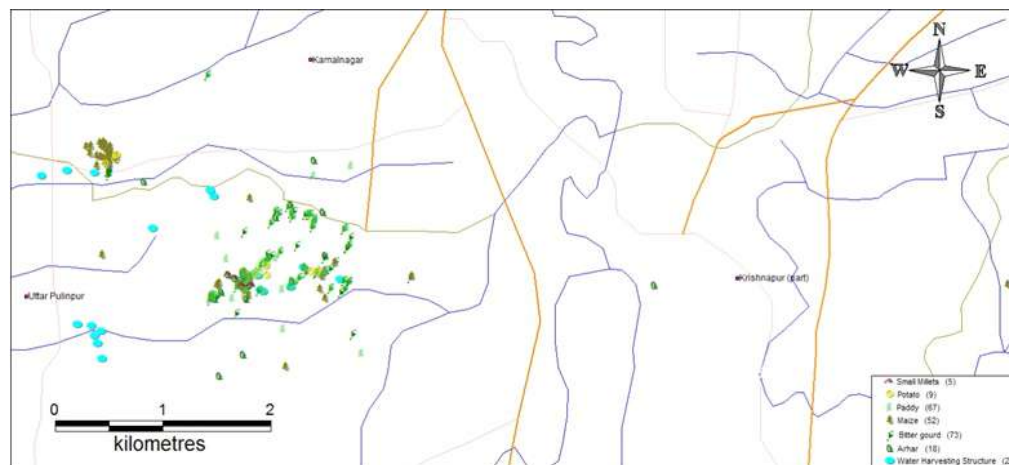 N
Kamalnagar
W E
S
Krishnapur (part)
Uttar Pulinpur
Small Millets (5)
Potato (9)
Paddy (67)
Maize (52)
Bitter gourd (73)
Arhar (18)
Water Harvesting Structure (2
0 1 2
kilometres